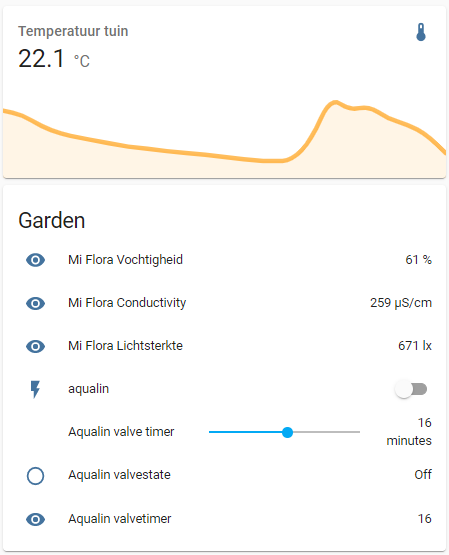 Temperatuur tuin
22.1 °C
Garden
Mi Flora Vochtigheid 61 %
Mi Flora Conductivity 259 µS/cm
Mi Flora Lichtsterkte 671 lx
aqualin
Aqualin valve timer 16
minutes
Aqualin valvestate Off
Aqualin valvetimer 16